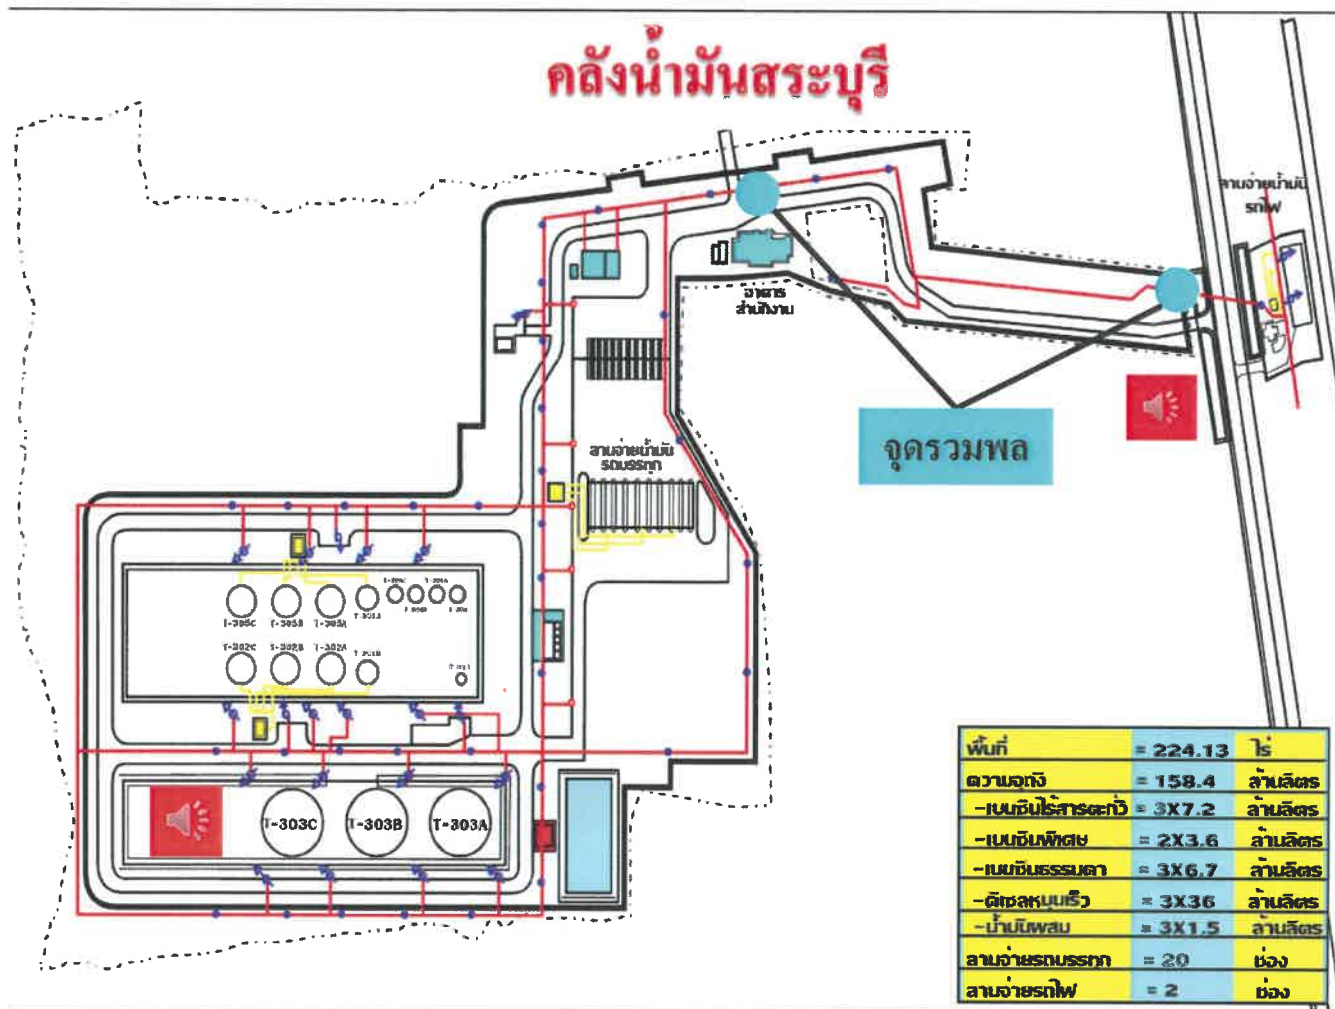 คลังน้ำมันสระบุรี
ลานจ่ายน้ำมัน
รถไฟ
อาคาร
สำนักงาน
จุดรวมพล
ลานจ่ายน้ำมัน
รถบรรทุก
T-305C T-305B T-305A T-301A
T-302C T-302B T-302A T-301B
T-303C T-303B T-303A
พื้นที่ = 224.13 ไร่
ความจุถัง = 158.4 ล้านลิตร
-เบนซินไร้สารตะกั่ว = 3X7.2 ล้านลิตร
-เบนซินพิเศษ = 2X3.6 ล้านลิตร
-เบนซินธรรมดา = 3X6.7 ล้านลิตร
-ดีเซลหมุนเร็ว = 3X36 ล้านลิตร
-น้ำมันผสม = 3X1.5 ล้านลิตร
ลานจ่ายรถบรรทุก = 20 ช่อง
ลานจ่ายรถไฟ = 2 ช่อง